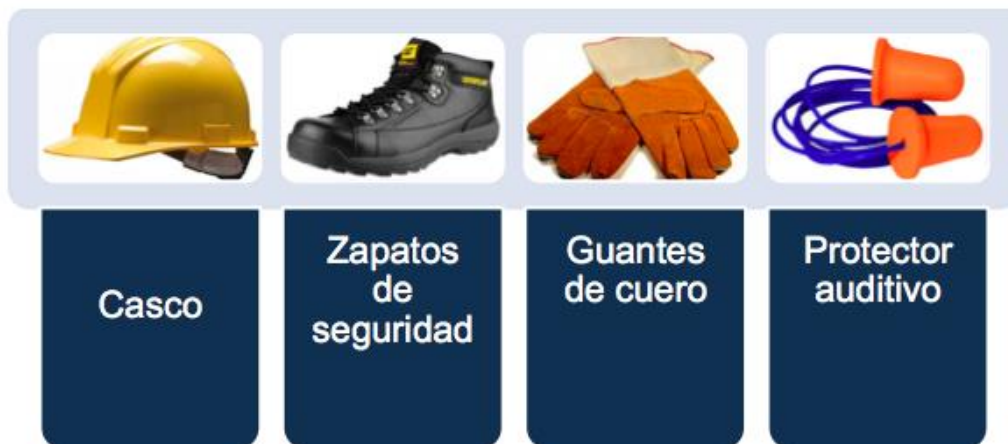 Casco
Zapatos
de
seguridad
Guantes
de cuero
Protector
auditivo